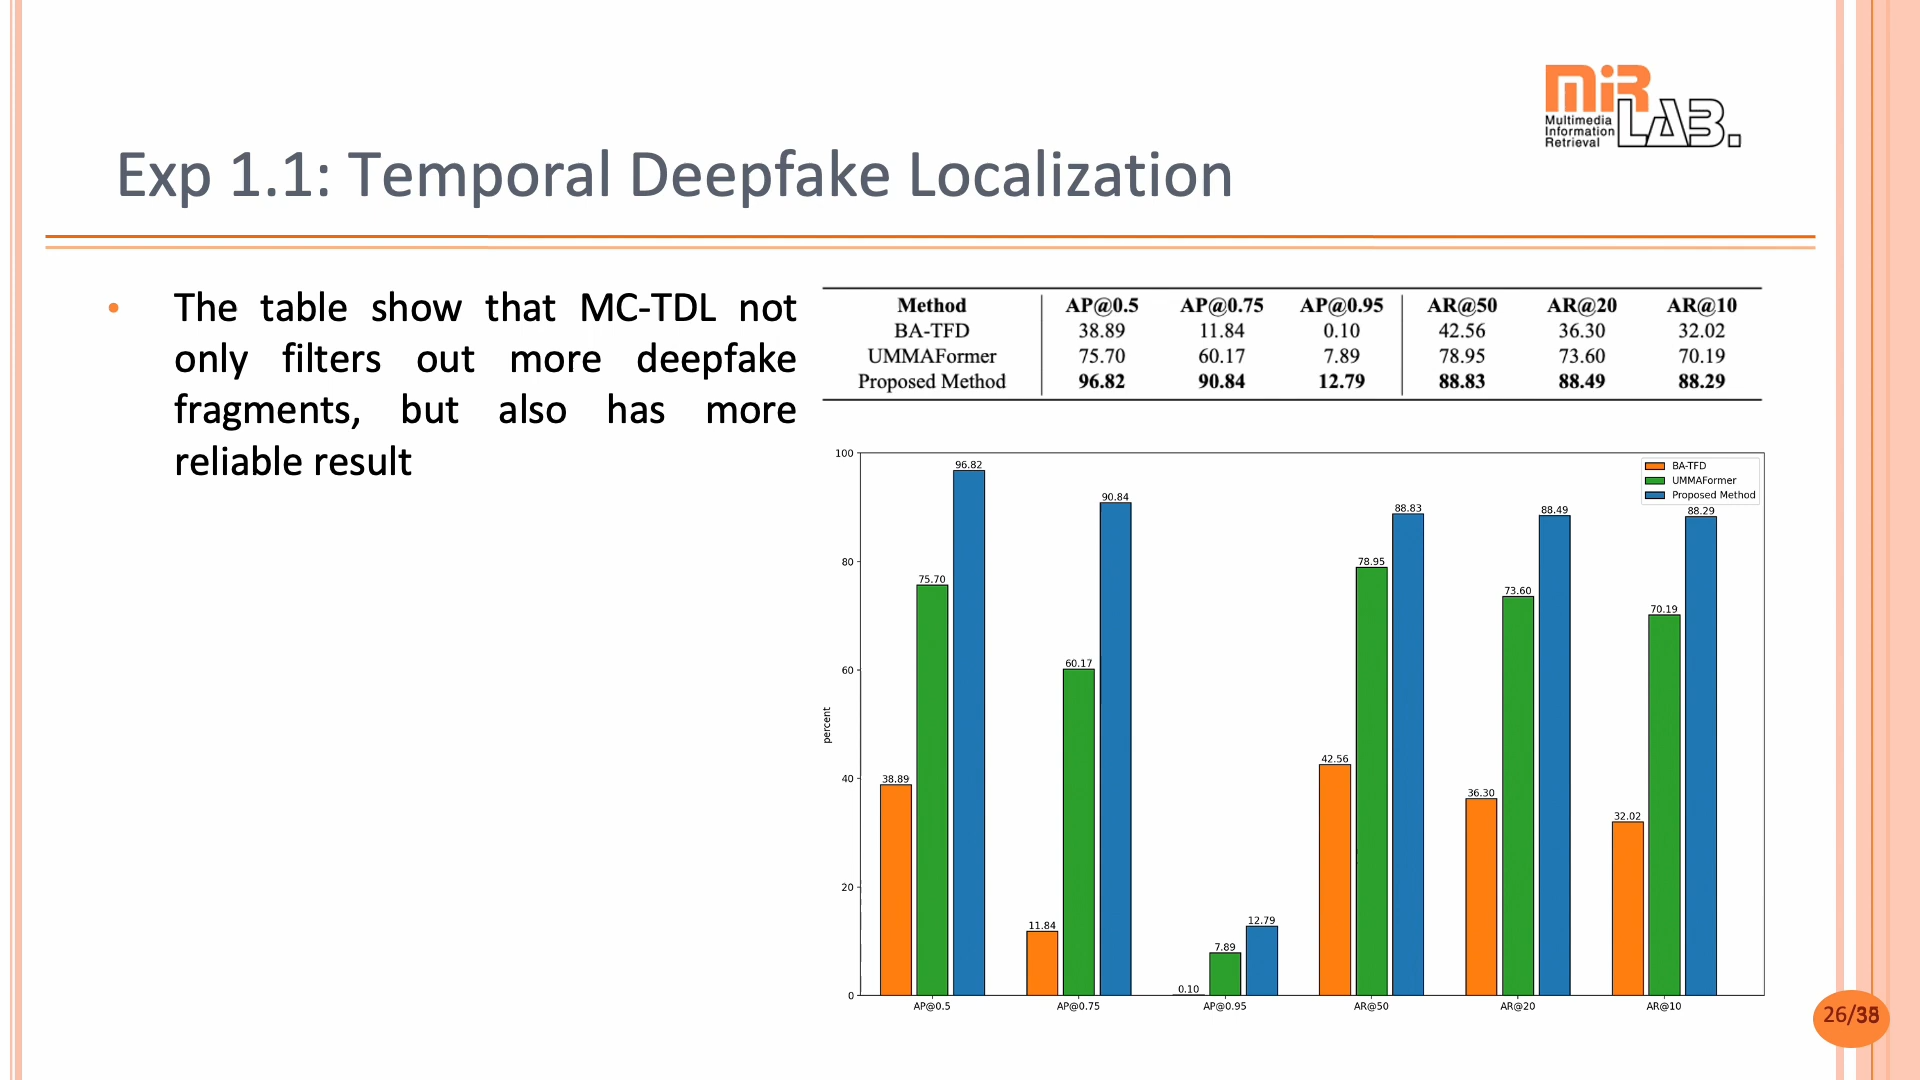 MiR
LAB.
Multimedia
Information
Retrieval
Exp 1.1: Temporal Deepfake Localization
• The table show that MC-TDL not
only filters out more deepfake
fragments, but also has more
reliable result
Method AP@0.5 AP@0.75 AP@0.95 AR@50 AR@20 AR@10
BA-TFD 38.89 11.84 0.10 42.56 36.30 32.02
UMMAFormer 75.70 60.17 7.89 78.95 73.60 70.19
Proposed Method 96.82 90.84 12.79 88.83 88.49 88.29
BA-TFD
UMMAFormer
Proposed Method
percent
100
80
60
40
20
0
38.89 75.70 96.82
11.84 60.17 90.84
0.10 7.89 12.79
42.56 78.95 88.83
36.30 73.60 88.49
32.02 70.19 88.29
AP@0.5 AP@0.75 AP@0.95 AR@50 AR@20 AR@10
26/